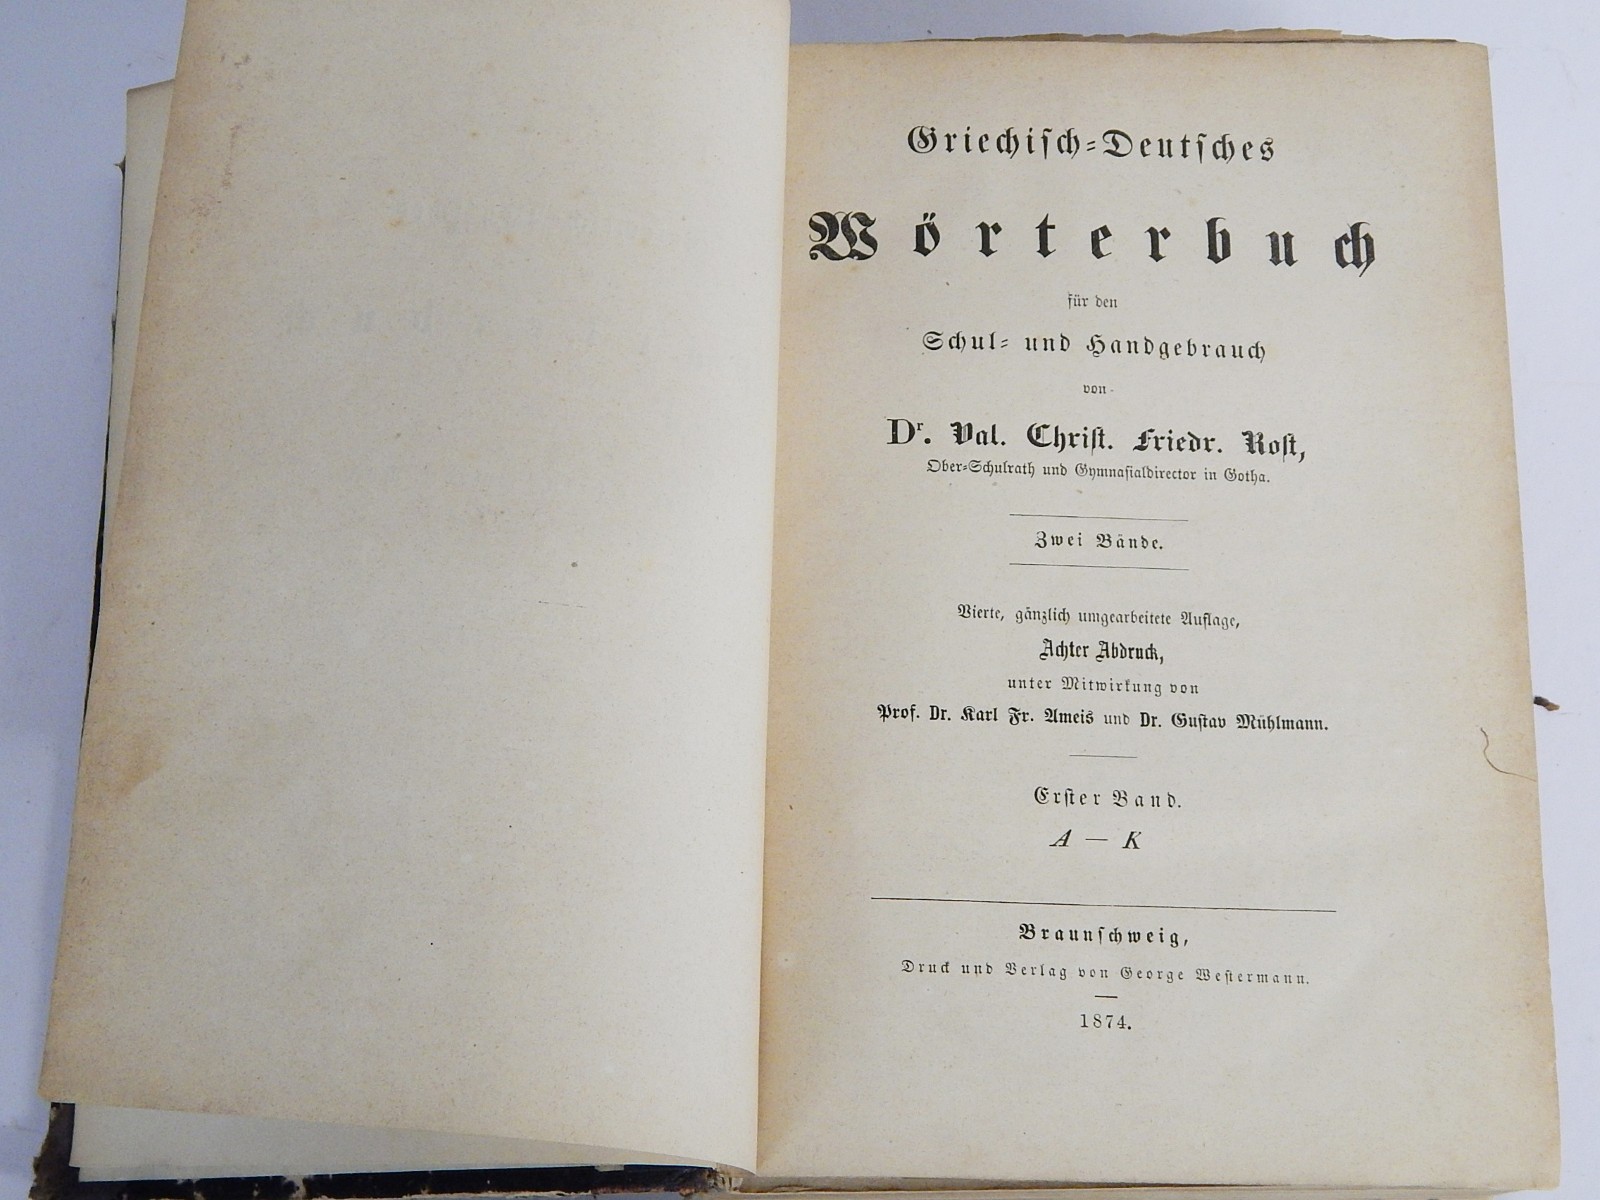 Griechisch-Deutsches
Wörterbuch
für den
Schul- und Handgebrauch
von
Dr. Val. Christ. Friedr. Rost,
Ober-Schulrath und Gymnasialdirector in Gotha.
Zwei Bände.
Vierte, gänzlich umgearbeitete Auflage,
Achter Abdruck,
unter Mitwirkung von
Prof. Dr. Karl Fr. Ameis und Dr. Gustav Mühlmann.
Erster Band.
A — K
Braunschweig,
Druck und Verlag von George Westermann.
1874.